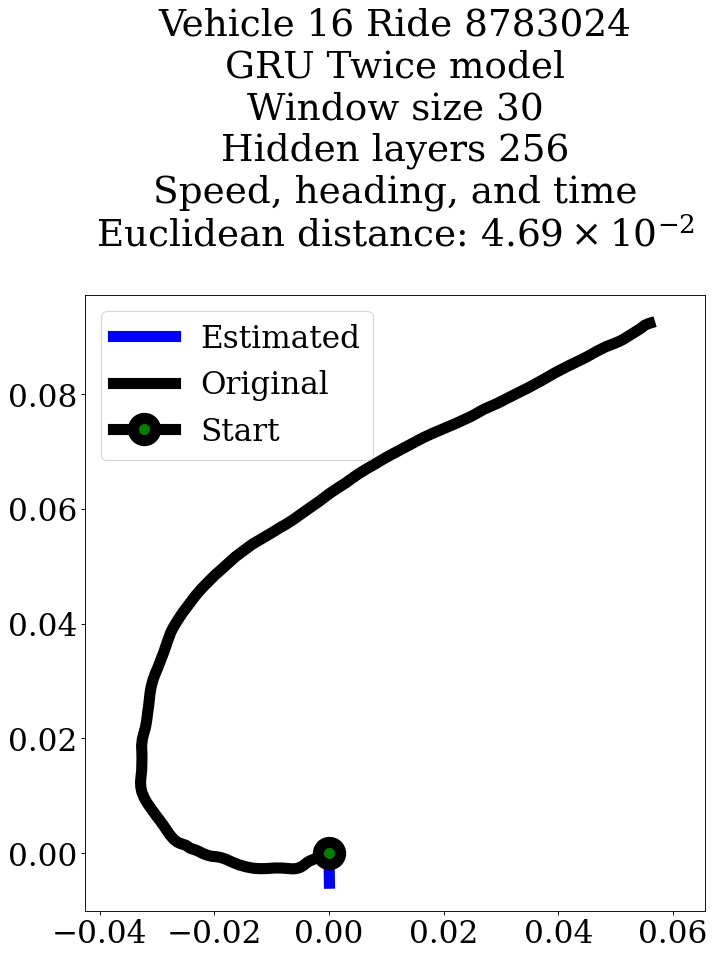 Vehicle 16 Ride 8783024
GRU Twice model
Window size 30
Hidden layers 256
Speed, heading, and time
Euclidean distance: 4.69 × 10⁻²
Estimated
Original
Start
0.08
0.06
0.04
0.02
0.00
−0.04 −0.02 0.00 0.02 0.04 0.06